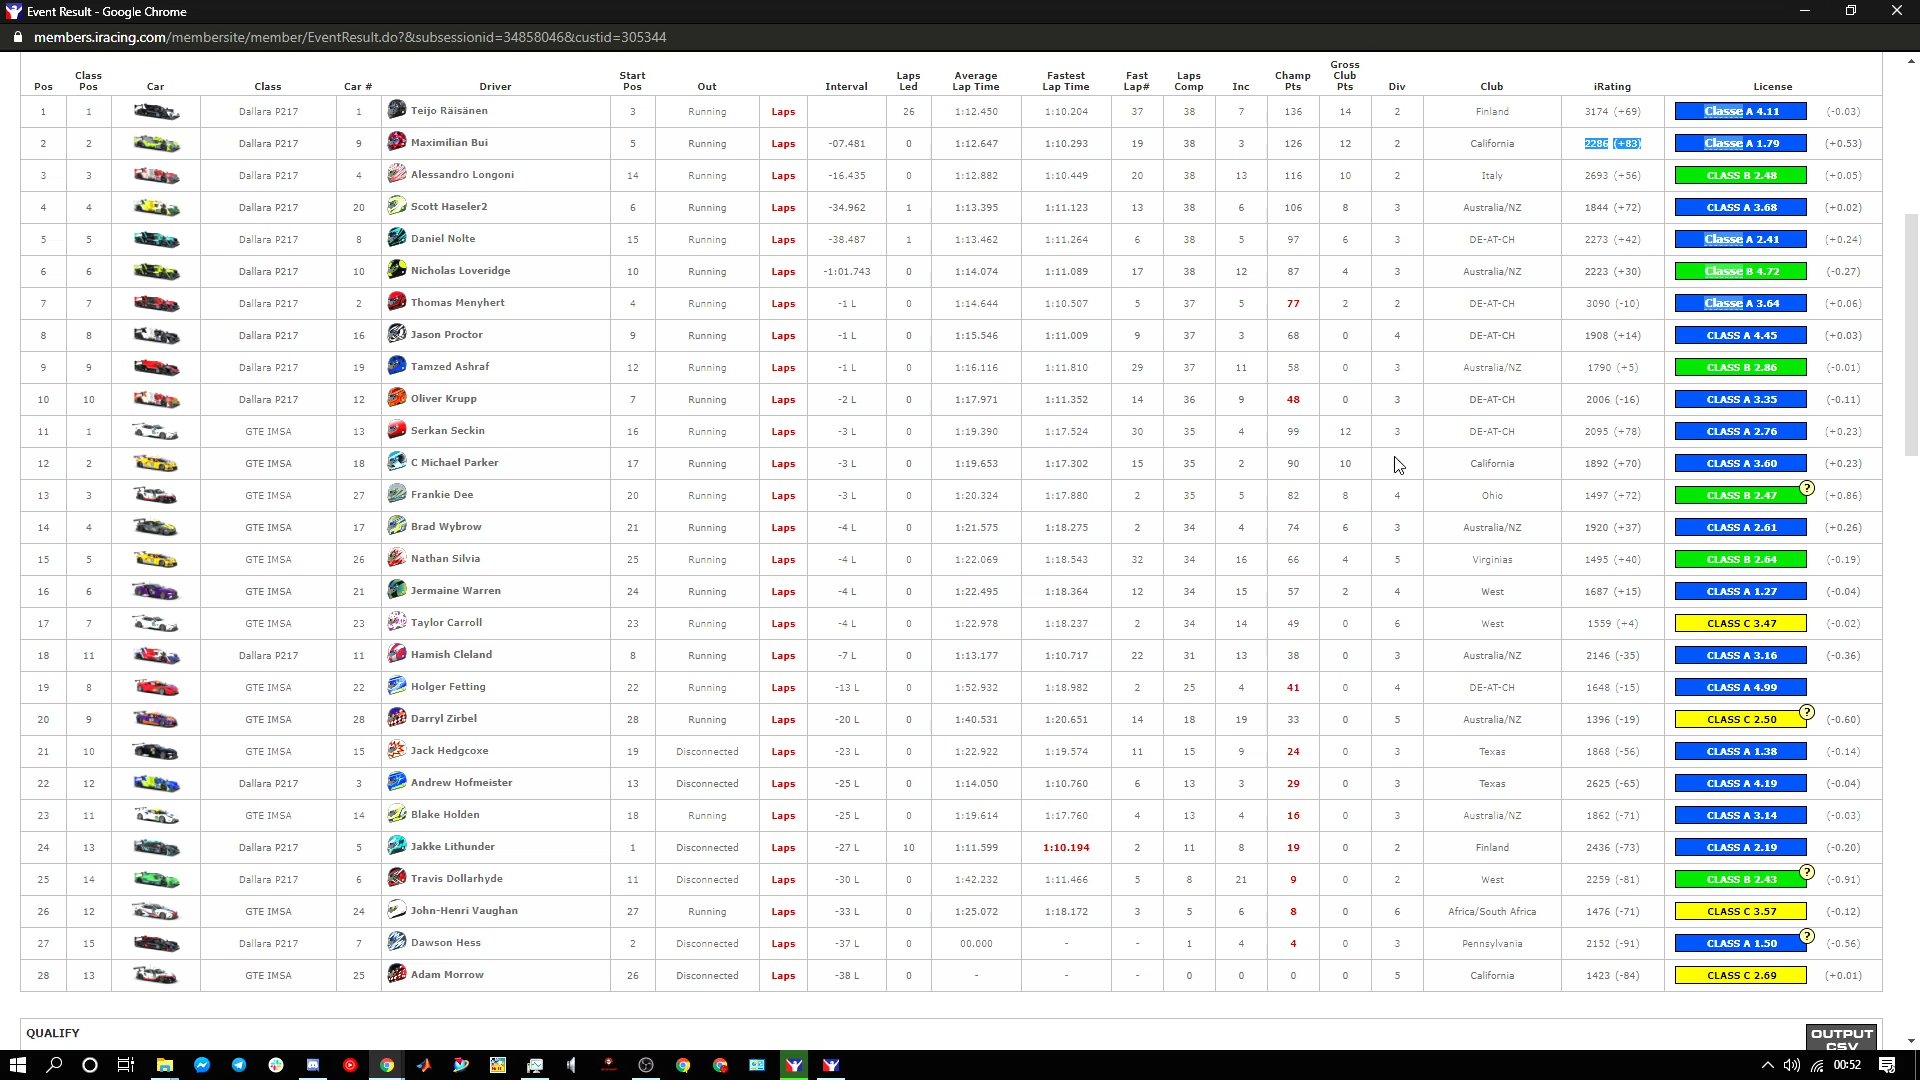 Event Result - Google Chrome
members.iracing.com/membersite/member/EventResult.do?&subsessionid=34858046&custid=305344
Pos Class Pos Car Class Car # Driver Start Pos Out Interval Laps Led Average Lap Time Fastest Lap Time Fast Lap# Laps Comp Inc Champ Pts Gross Club Pts Div Club iRating License
1 1 Dallara P217 1 Teijo Räisänen 3 Running Laps 26 1:12.450 1:10.204 37 38 7 136 14 2 Finland 3174 (+69) Classe A 4.11 (-0.03)
2 2 Dallara P217 9 Maximilian Bui 5 Running Laps -07.481 0 1:12.647 1:10.293 19 38 3 126 12 2 California 2286 (+83) Classe A 1.79 (+0.53)
3 3 Dallara P217 4 Alessandro Longoni 14 Running Laps -16.435 0 1:12.882 1:10.449 20 38 13 116 10 2 Italy 2693 (+56) CLASS B 2.48 (+0.05)
4 4 Dallara P217 20 Scott Haseler2 6 Running Laps -34.962 1 1:13.395 1:11.123 13 38 6 106 8 3 Australia/NZ 1844 (+72) CLASS A 3.68 (+0.02)
5 5 Dallara P217 8 Daniel Nolte 15 Running Laps -38.487 1 1:13.462 1:11.264 6 38 5 97 6 3 DE-AT-CH 2273 (+42) Classe A 2.41 (+0.24)
6 6 Dallara P217 10 Nicholas Loveridge 10 Running Laps -1:01.743 0 1:14.074 1:11.089 17 38 12 87 4 3 Australia/NZ 2223 (+30) Classe B 4.72 (-0.27)
7 7 Dallara P217 2 Thomas Menyhert 4 Running Laps -1 L 0 1:14.644 1:10.507 5 37 5 77 2 2 DE-AT-CH 3090 (-10) Classe A 3.64 (+0.06)
8 8 Dallara P217 16 Jason Proctor 9 Running Laps -1 L 0 1:15.546 1:11.009 9 37 3 68 0 4 DE-AT-CH 1908 (+14) CLASS A 4.45 (+0.03)
9 9 Dallara P217 19 Tamzed Ashraf 12 Running Laps -1 L 0 1:16.116 1:11.810 29 37 11 58 0 3 Australia/NZ 1790 (+5) CLASS B 2.86 (-0.01)
10 10 Dallara P217 12 Oliver Krupp 7 Running Laps -2 L 0 1:17.971 1:11.352 14 36 9 48 0 3 DE-AT-CH 2006 (-16) CLASS A 3.35 (-0.11)
11 1 GTE IMSA 13 Serkan Seckin 16 Running Laps -3 L 0 1:19.390 1:17.524 30 35 4 99 12 3 DE-AT-CH 2095 (+78) CLASS A 2.76 (+0.23)
12 2 GTE IMSA 18 C Michael Parker 17 Running Laps -3 L 0 1:19.653 1:17.302 15 35 2 90 10 California 1892 (+70) CLASS A 3.60 (+0.23)
13 3 GTE IMSA 27 Frankie Dee 20 Running Laps -3 L 0 1:20.324 1:17.880 2 35 5 82 8 4 Ohio 1497 (+72) CLASS B 2.47 ? (+0.86)
14 4 GTE IMSA 17 Brad Wybrow 21 Running Laps -4 L 0 1:21.575 1:18.275 2 34 4 74 6 3 Australia/NZ 1920 (+37) CLASS A 2.61 (+0.26)
15 5 GTE IMSA 26 Nathan Silvia 25 Running Laps -4 L 0 1:22.069 1:18.543 32 34 16 66 4 5 Virginias 1495 (+40) CLASS B 2.64 (-0.19)
16 6 GTE IMSA 21 Jermaine Warren 24 Running Laps -4 L 0 1:22.495 1:18.364 12 34 15 57 2 4 West 1687 (+15) CLASS A 1.27 (-0.04)
17 7 GTE IMSA 23 Taylor Carroll 23 Running Laps -4 L 0 1:22.978 1:18.237 2 34 14 49 0 6 West 1559 (+4) CLASS C 3.47 (-0.02)
18 11 Dallara P217 11 Hamish Cleland 8 Running Laps -7 L 0 1:13.177 1:10.717 22 31 13 38 0 3 Australia/NZ 2146 (-35) CLASS A 3.16 (-0.36)
19 8 GTE IMSA 22 Holger Fetting 22 Running Laps -13 L 0 1:52.932 1:18.982 2 25 4 41 0 4 DE-AT-CH 1648 (-15) CLASS A 4.99
20 9 GTE IMSA 28 Darryl Zirbel 28 Running Laps -20 L 0 1:40.531 1:20.651 14 18 19 33 0 5 Australia/NZ 1396 (-19) CLASS C 2.50 ? (-0.60)
21 10 GTE IMSA 15 Jack Hedgcoxe 19 Disconnected Laps -23 L 0 1:22.922 1:19.574 11 15 9 24 0 3 Texas 1868 (-56) CLASS A 1.38 (-0.14)
22 12 Dallara P217 3 Andrew Hofmeister 13 Disconnected Laps -25 L 0 1:14.050 1:10.760 6 13 3 29 0 3 Texas 2625 (-65) CLASS A 4.19 (-0.04)
23 11 GTE IMSA 14 Blake Holden 18 Running Laps -25 L 0 1:19.614 1:17.760 4 13 4 16 0 3 Australia/NZ 1862 (-71) CLASS A 3.14 (-0.03)
24 13 Dallara P217 5 Jakke Lithunder 1 Disconnected Laps -27 L 10 1:11.599 1:10.194 2 11 8 19 0 2 Finland 2436 (-73) CLASS A 2.19 (-0.20)
25 14 Dallara P217 6 Travis Dollarhyde 11 Disconnected Laps -30 L 0 1:42.232 1:11.466 5 8 21 9 0 2 West 2259 (-81) CLASS B 2.43 ? (-0.91)
26 12 GTE IMSA 24 John-Henri Vaughan 27 Running Laps -33 L 0 1:25.072 1:18.172 3 5 6 8 0 6 Africa/South Africa 1476 (-71) CLASS C 3.57 (-0.12)
27 15 Dallara P217 7 Dawson Hess 2 Disconnected Laps -37 L 0 00.000 - - 1 4 4 0 3 Pennsylvania 2152 (-91) CLASS A 1.50 ? (-0.56)
28 13 GTE IMSA 25 Adam Morrow 26 Disconnected Laps -38 L 0 - - - 0 0 0 0 5 California 1423 (-84) CLASS C 2.69 (+0.01)
QUALIFY
OUTPUT CSV
00:52